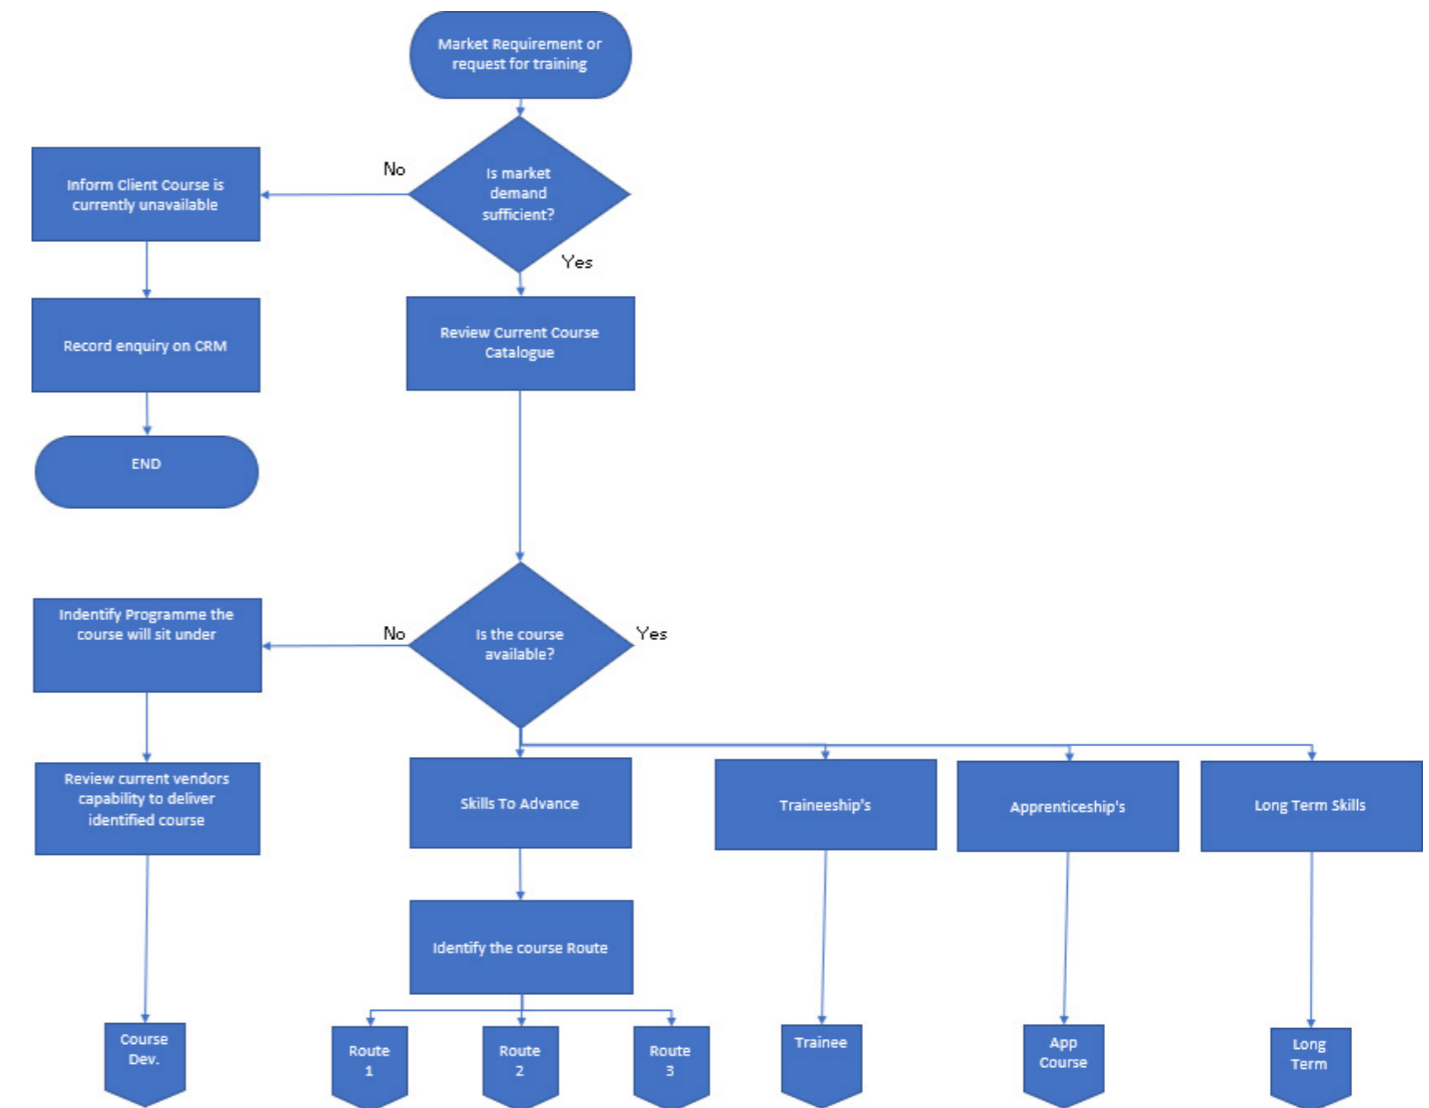 Market Requirement or
request for training
Is market
demand
sufficient?
No
Yes
Inform Client Course is
currently unavailable
Record enquiry on CRM
END
Review Current Course
Catalogue
Is the course
available?
No
Yes
Indentify Programme the
course will sit under
Review current vendors
capability to deliver
identified course
Course
Dev.
Skills To Advance
Identify the course Route
Route
1
Route
2
Route
3
Traineeship's
Trainee
Apprenticeship's
App
Course
Long Term Skills
Long
Term